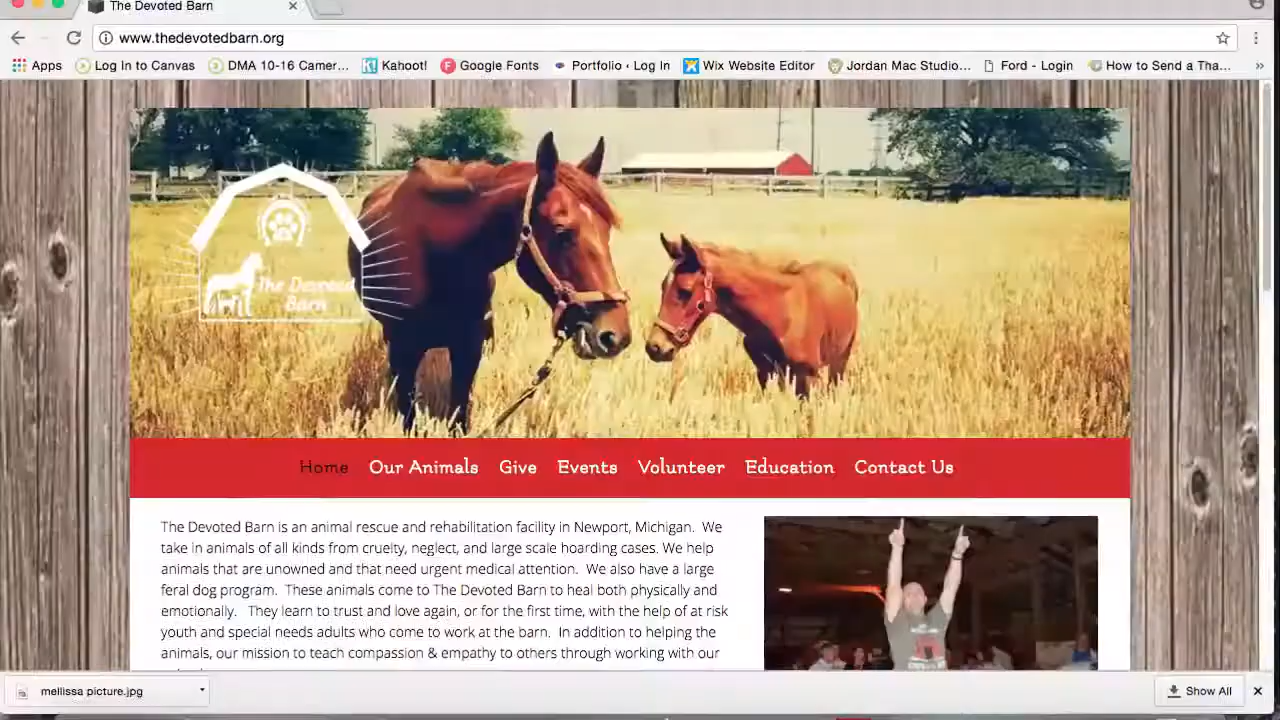 The Devoted Barn
www.thedevotedbarn.org
Apps
Log In to Canvas
DMA 10-16 Camer...
Kahoot!
Google Fonts
Portfolio ‹ Log In
Wix Website Editor
Jordan Mac Studio...
Ford - Login
How to Send a Tha...
»
The Devoted
Barn
Home Our Animals Give Events Volunteer Education Contact Us
The Devoted Barn is an animal rescue and rehabilitation facility in Newport, Michigan. We
take in animals of all kinds from cruelty, neglect, and large scale hoarding cases. We help
animals that are unowned and that need urgent medical attention. We also have a large
feral dog program. These animals come to The Devoted Barn to heal both physically and
emotionally. They learn to trust and love again, or for the first time, with the help of at risk
youth and special needs adults who come to work at the barn. In addition to helping the
animals, our mission to teach compassion & empathy to others through working with our
mellissa picture.jpg
Show All